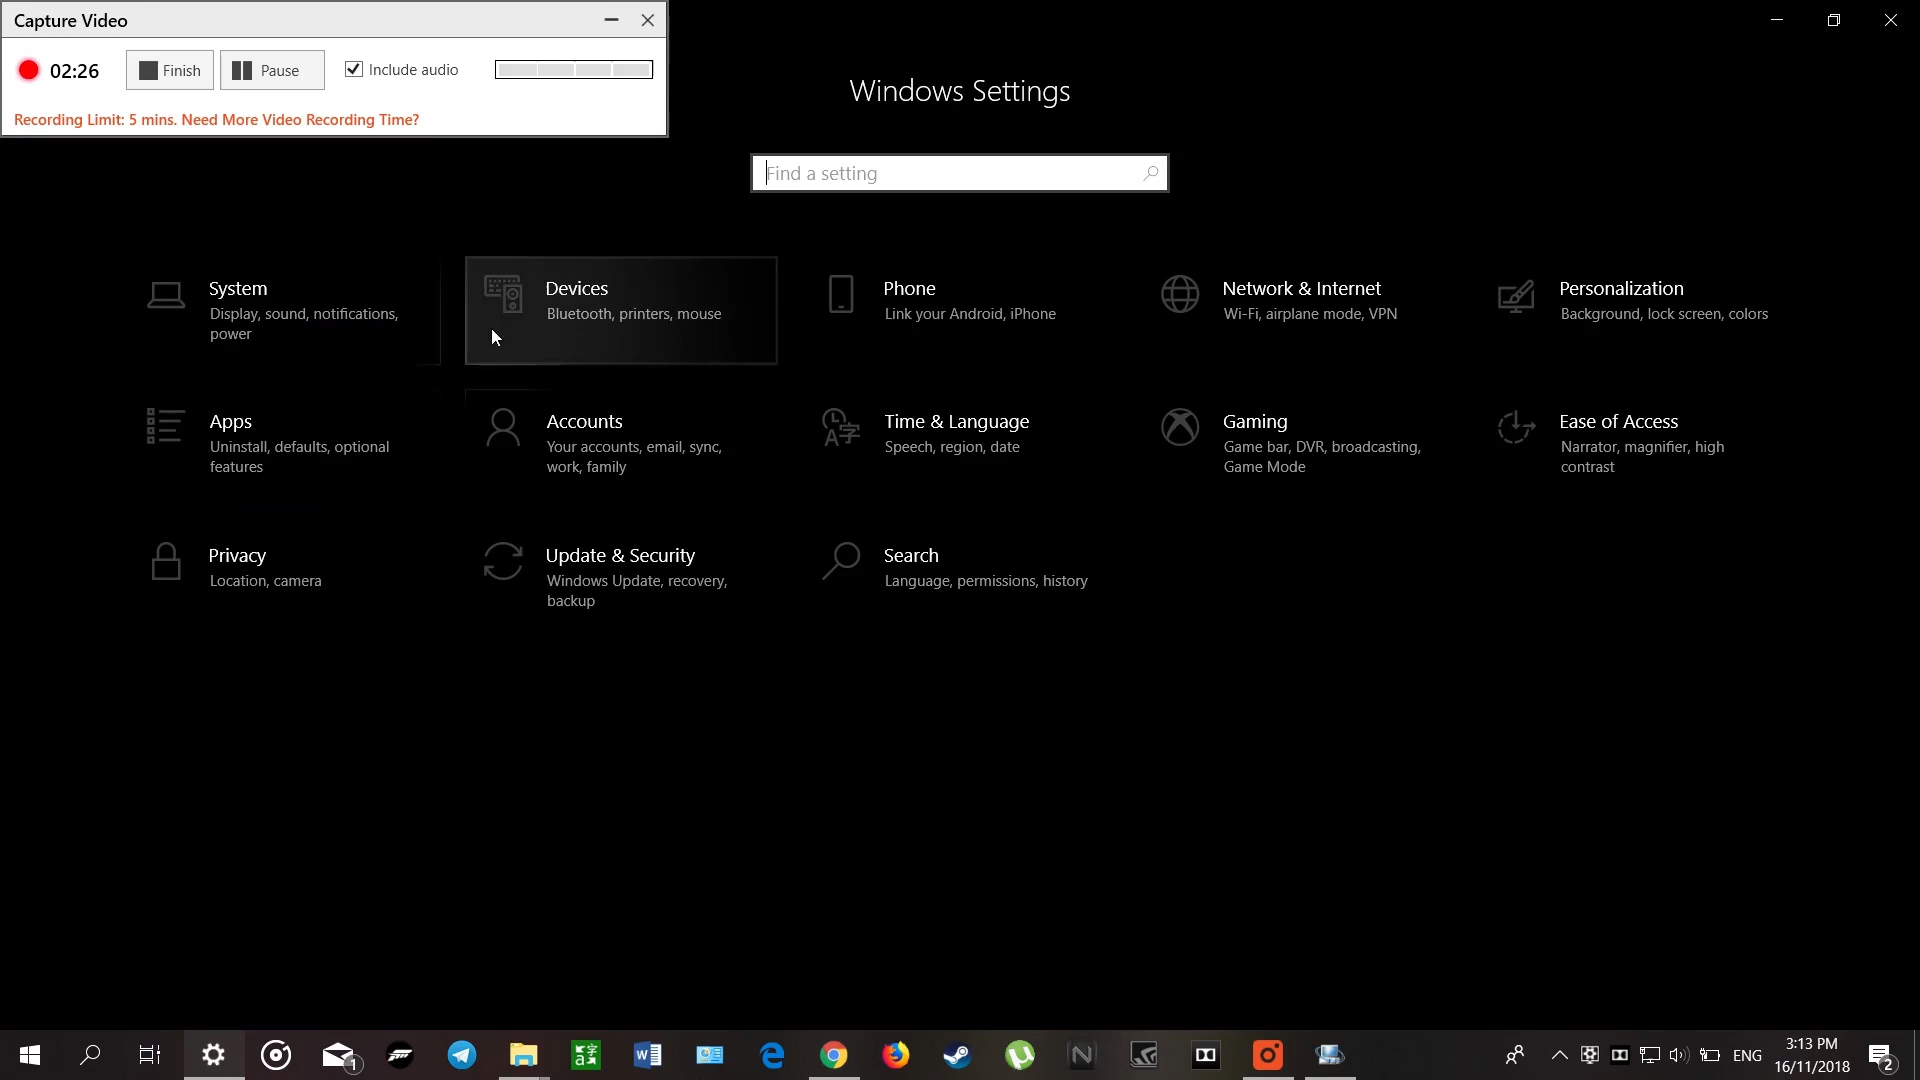 Capture Video
02:26
Finish
Pause
Include audio
Recording Limit: 5 mins. Need More Video Recording Time?
Windows Settings
Find a setting
System
Display, sound, notifications,
power
Devices
Bluetooth, printers, mouse
Phone
Link your Android, iPhone
Network & Internet
Wi-Fi, airplane mode, VPN
Personalization
Background, lock screen, colors
Apps
Uninstall, defaults, optional
features
Accounts
Your accounts, email, sync,
work, family
Time & Language
Speech, region, date
Gaming
Game bar, DVR, broadcasting,
Game Mode
Ease of Access
Narrator, magnifier, high
contrast
Privacy
Location, camera
Update & Security
Windows Update, recovery,
backup
Search
Language, permissions, history
1
ENG
3:13 PM
16/11/2018
2